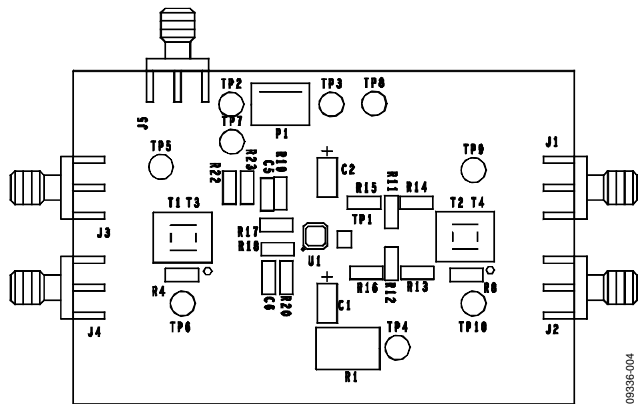 J5
TP2
TP3
TP8
P1
TP7
TP5
TP9
J1
R22
R23
C5
R19
C2
R15
R11
R14
T1 T3
TP1
T2 T4
J3
R17
R18
U1
R4
C6
R20
R16
R12
R13
R8
C1
TP6
TP10
J4
J2
TP4
R1
09336-004